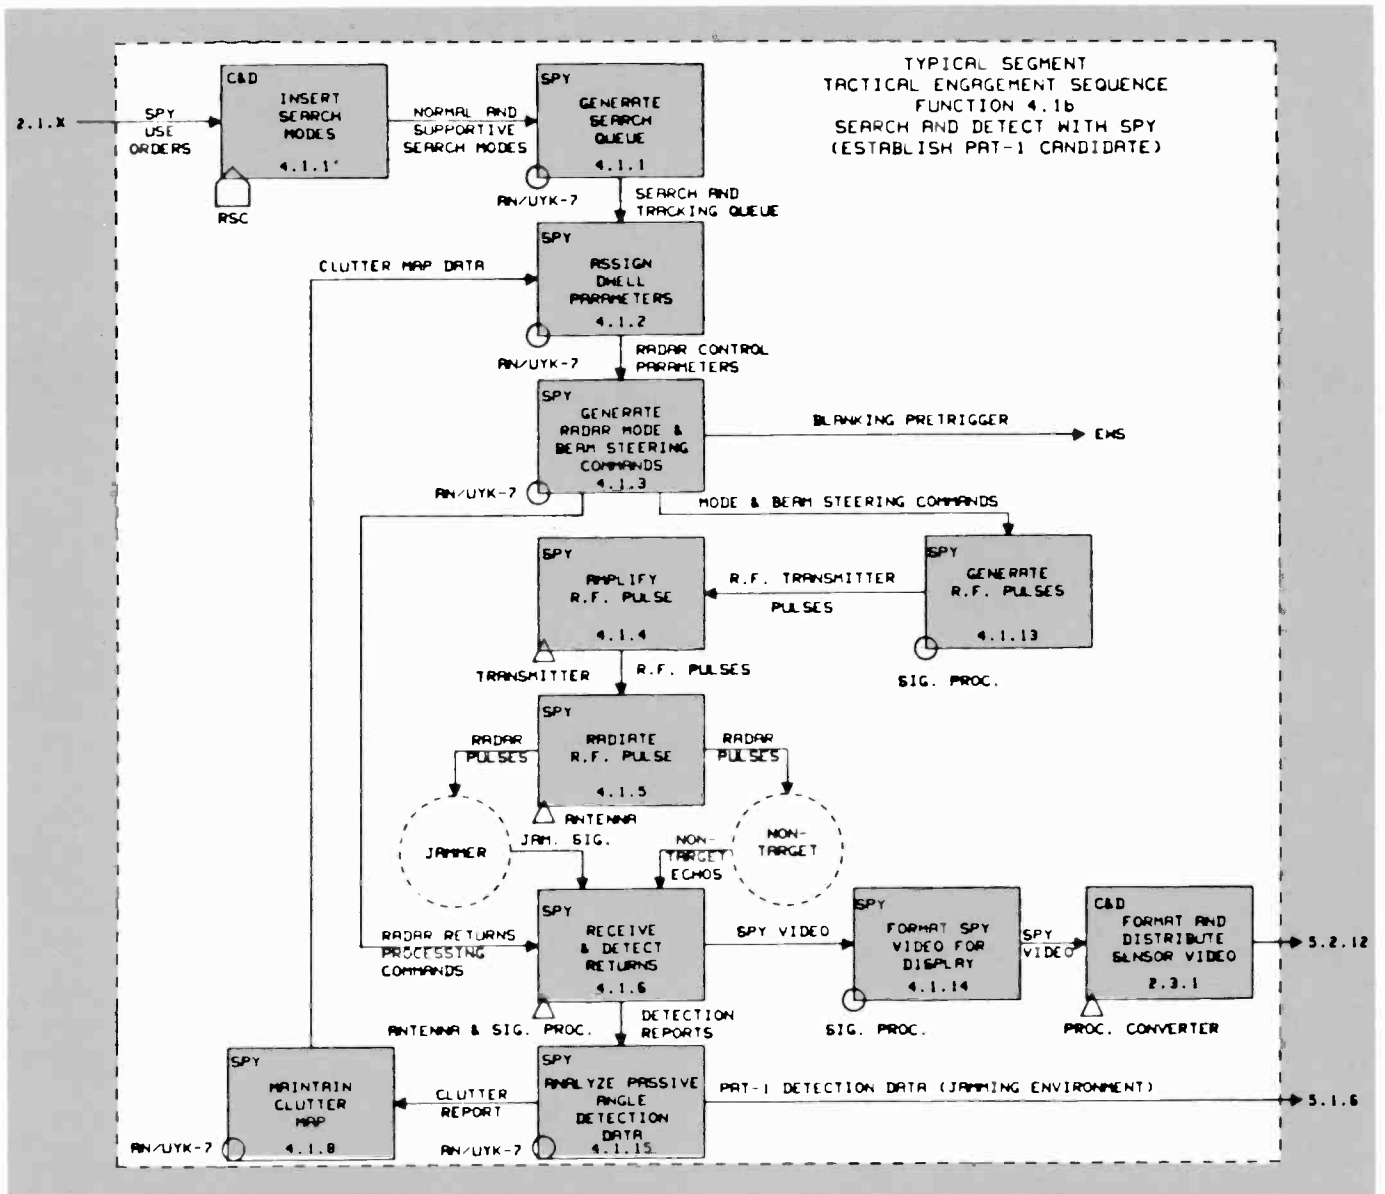 TYPICAL SEGMENT
TACTICAL ENGAGEMENT SEQUENCE
FUNCTION 4.1b
SEARCH AND DETECT WITH SPY
(ESTABLISH PAT-1 CANDIDATE)
2.1.X
SPY
USE
ORDERS
C&D
INSERT
SEARCH
MODES
4.1.1'
RSC
NORMAL AND
SUPPORTIVE
SEARCH MODES
SPY
GENERATE
SEARCH
QUEUE
4.1.1
AN/UYK-7
SEARCH AND
TRACKING QUEUE
CLUTTER MAP DATA
SPY
ASSIGN
DWELL
PARAMETERS
4.1.2
AN/UYK-7
RADAR CONTROL
PARAMETERS
SPY
GENERATE
RADAR MODE &
BEAM STEERING
COMMANDS
4.1.3
AN/UYK-7
BLANKING PRETRIGGER
EWS
MODE & BEAM STEERING COMMANDS
SPY
AMPLIFY
R.F. PULSE
4.1.4
TRANSMITTER
R.F. TRANSMITTER
PULSES
SPY
GENERATE
R.F. PULSES
4.1.13
SIG. PROC.
R.F. PULSES
SPY
RADIATE
R.F. PULSE
4.1.5
ANTENNA
RADAR
PULSES
RADAR
PULSES
JAMMER
JAM. SIG.
NON-
TARGET
ECHOS
NON-
TARGET
RADAR RETURNS
PROCESSING
COMMANDS
SPY
RECEIVE
& DETECT
RETURNS
4.1.6
ANTENNA & SIG. PROC.
SPY VIDEO
SPY
FORMAT SPY
VIDEO FOR
DISPLAY
4.1.14
SIG. PROC.
SPY
VIDEO
C&D
FORMAT AND
DISTRIBUTE
SENSOR VIDEO
2.3.1
PROC. CONVERTER
5.2.12
DETECTION
REPORTS
SPY
MAINTAIN
CLUTTER
MAP
4.1.8
AN/UYK-7
CLUTTER
REPORT
SPY
ANALYZE PASSIVE
ANGLE
DETECTION
DATA
4.1.15
AN/UYK-7
PAT-1 DETECTION DATA (JAMMING ENVIRONMENT)
5.1.6